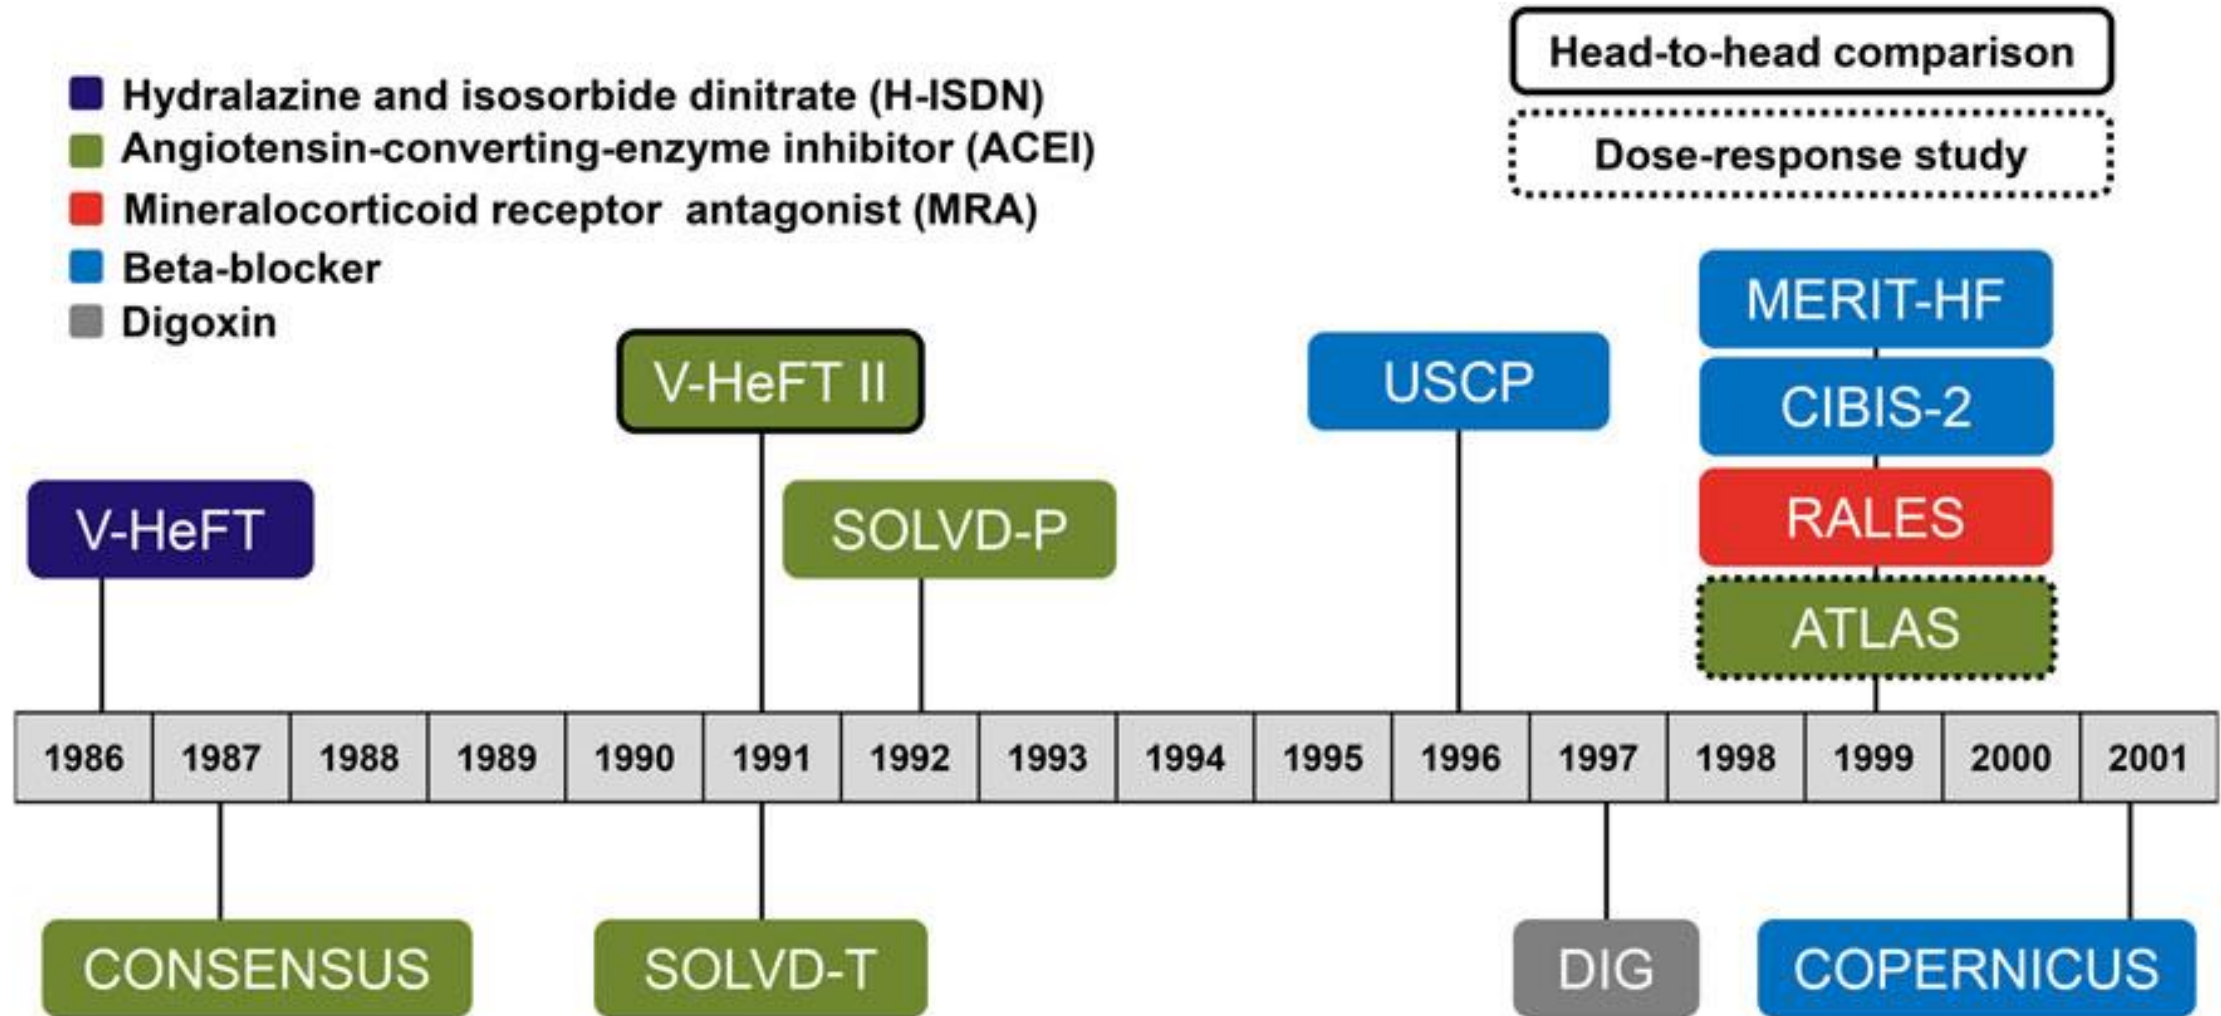 Head-to-head comparison
Dose-response study
Hydralazine and isosorbide dinitrate (H-ISDN)
Angiotensin-converting-enzyme inhibitor (ACEI)
Mineralocorticoid receptor antagonist (MRA)
Beta-blocker
Digoxin
MERIT-HF
V-HeFT II
USCP
CIBIS-2
V-HeFT
SOLVD-P
RALES
ATLAS
1986 1987 1988 1989 1990 1991 1992 1993 1994 1995 1996 1997 1998 1999 2000 2001
CONSENSUS
SOLVD-T
DIG
COPERNICUS